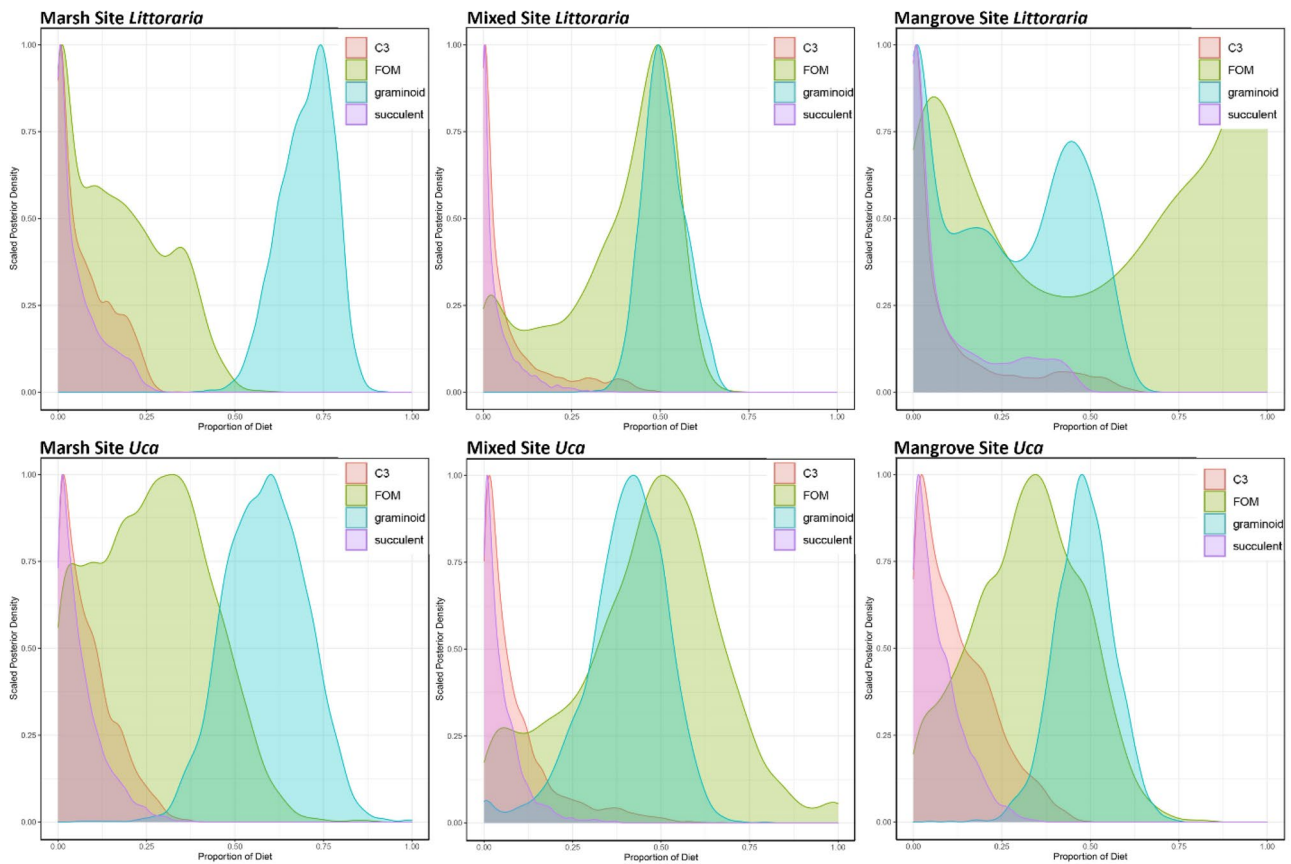 Marsh Site Littoraria
C3
FOM
graminoid
succulent
1.00
0.75
0.50
0.25
0.00
Scaled Posterior Density
0.00 0.25 0.50 0.75 1.00
Proportion of Diet
Mixed Site Littoraria
C3
FOM
graminoid
succulent
1.00
0.75
0.50
0.25
0.00
Scaled Posterior Density
0.00 0.25 0.50 0.75 1.00
Proportion of Diet
Mangrove Site Littoraria
C3
FOM
graminoid
succulent
1.00
0.75
0.50
0.25
0.00
Scaled Posterior Density
0.00 0.25 0.50 0.75 1.00
Proportion of Diet
Marsh Site Uca
C3
FOM
graminoid
succulent
1.00
0.75
0.50
0.25
0.00
Scaled Posterior Density
0.00 0.25 0.50 0.75 1.00
Proportion of Diet
Mixed Site Uca
C3
FOM
graminoid
succulent
1.00
0.75
0.50
0.25
0.00
Scaled Posterior Density
0.00 0.25 0.50 0.75 1.00
Proportion of Diet
Mangrove Site Uca
C3
FOM
graminoid
succulent
1.00
0.75
0.50
0.25
0.00
Scaled Posterior Density
0.00 0.25 0.50 0.75 1.00
Proportion of Diet